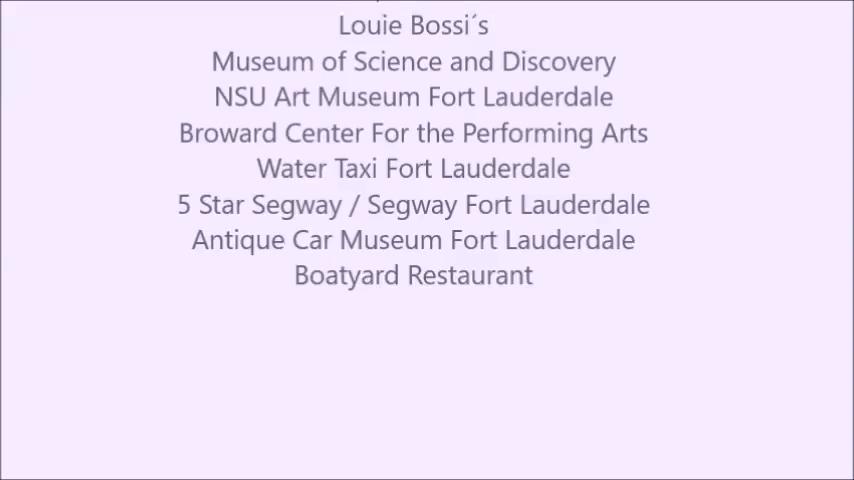 Louie Bossi´s
Museum of Science and Discovery
NSU Art Museum Fort Lauderdale
Broward Center For the Performing Arts
Water Taxi Fort Lauderdale
5 Star Segway / Segway Fort Lauderdale
Antique Car Museum Fort Lauderdale
Boatyard Restaurant